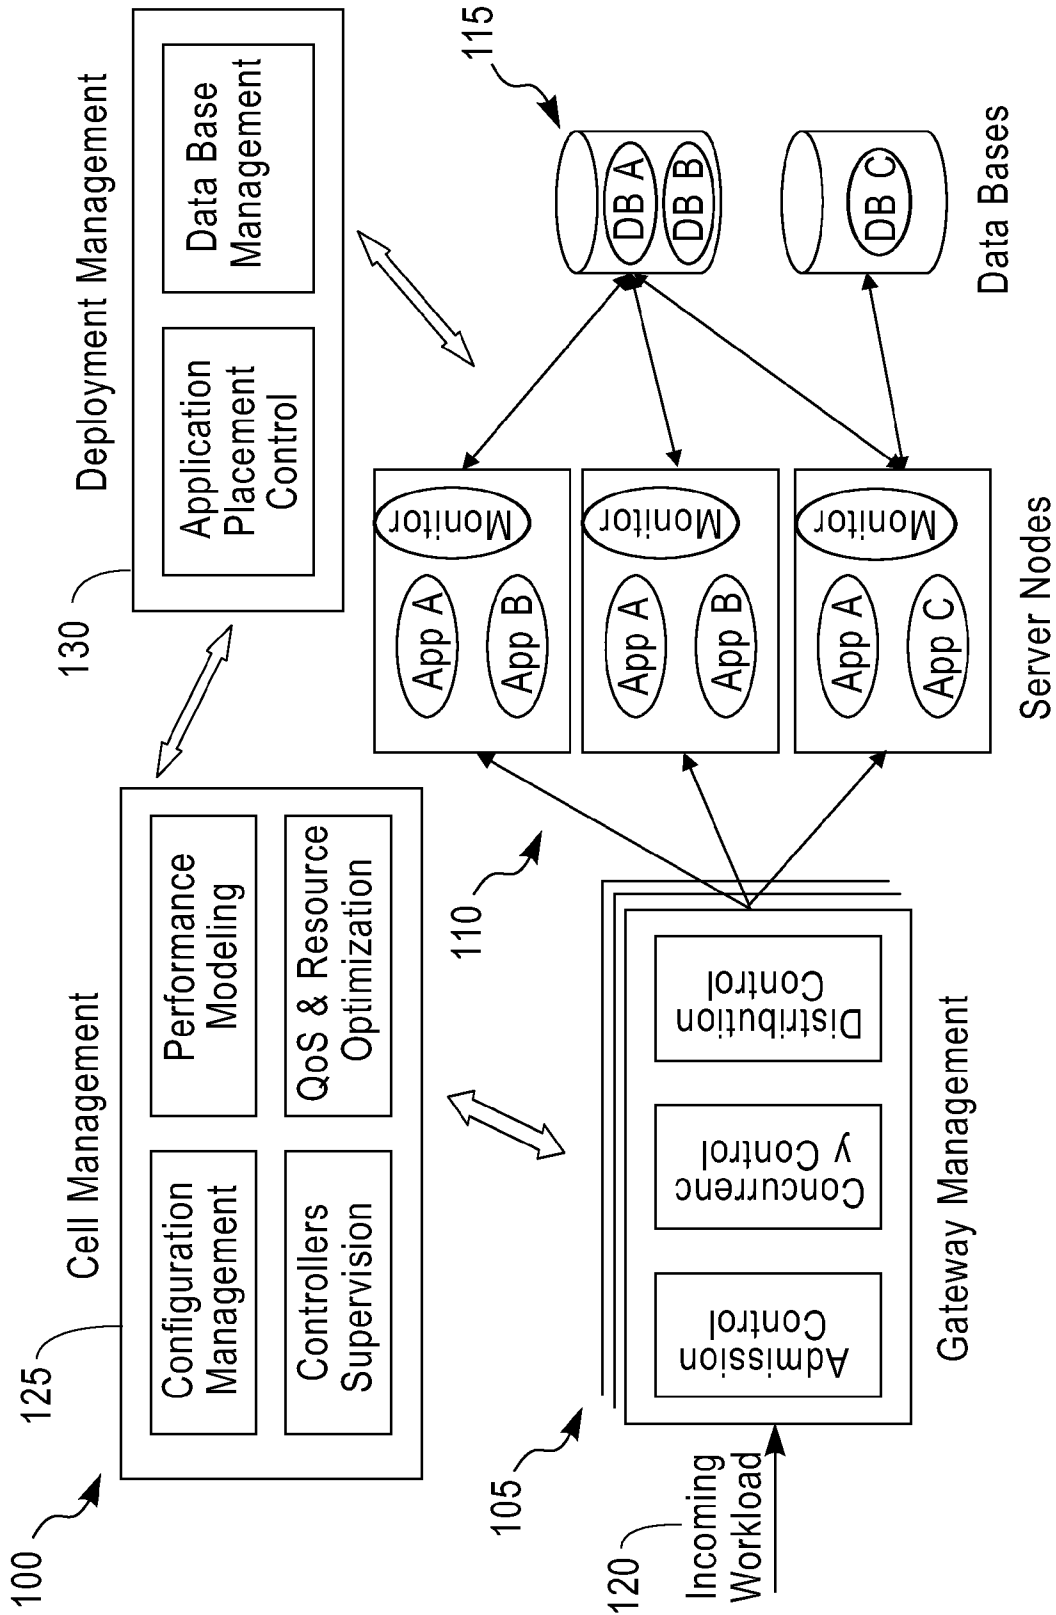 100
125
Cell Management
Configuration
Management
Performance
Modeling
Controllers
Supervision
QoS & Resource
Optimization
130
Deployment Management
Application
Placement
Control
Data Base
Management
105
120
Incoming
Workload
Admission
Control
Concurrenc
y Control
Distribution
Control
Gateway Management
110
App A
App B
Monitor
App A
App B
Monitor
App A
App C
Monitor
Server Nodes
115
DB A
DB B
DB C
Data Bases